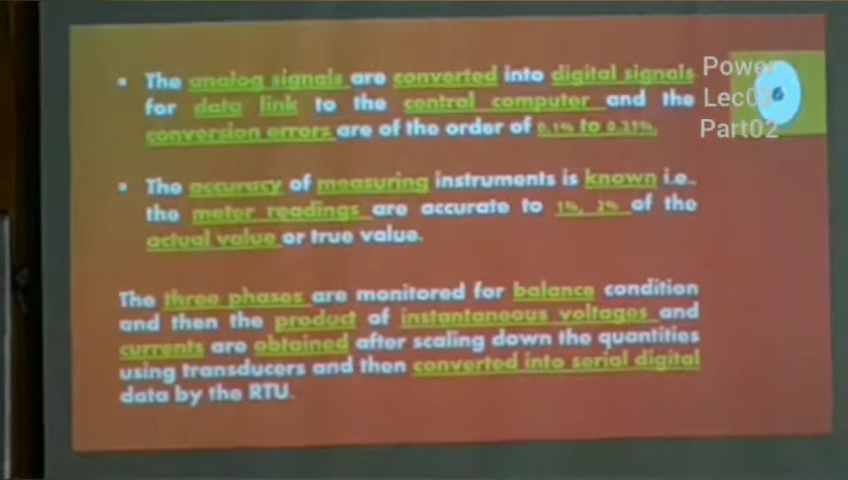 The analog signals are converted into digital signals
for data link to the central computer and the
conversion errors are of the order of 0.1% to 0.25%.
The accuracy of measuring instruments is known i.e.
the meter readings are accurate to 1%, 2% of the
actual value or true value.
The three phases are monitored for balance condition
and then the product of instantaneous voltages and
currents are obtained after scaling down the quantities
using transducers and then converted into serial digital
data by the RTU.
Power
Part02